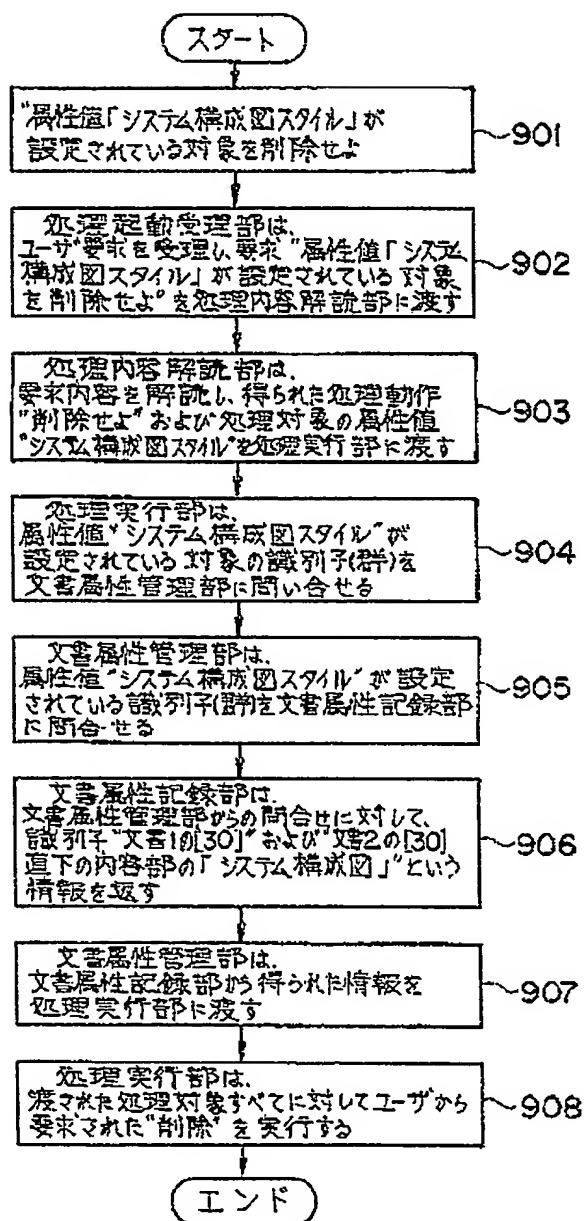 スタート
"属性値「システム構成図スタイル」が
設定されている対象を削除せよ
901
処理起動受理部は、
ユーザ要求を受理し、要求"属性値「システム
構成図スタイル」が設定されている対象
を削除せよ"を処理内容解読部に渡す
902
処理内容解読部は、
要求内容を解読し、得られた処理動作
"削除せよ"および処理対象の属性値
"システム構成図スタイル"を処理実行部に渡す
903
処理実行部は、
属性値"システム構成図スタイル"が
設定されている対象の識別子(群)を
文書属性管理部に問い合せる
904
文書属性管理部は、
属性値"システム構成図スタイル"が設定
されている識別子(群)を文書属性記録部
に問合せる
905
文書属性記録部は、
文書属性管理部からの問合せに対して、
識別子"文書1の[30]"および"文書2の[30]
直下の内容部の「システム構成図」"という
情報を返す
906
文書属性管理部は、
文書属性記録部から得られた情報を
処理実行部に渡す
907
処理実行部は、
渡された処理対象すべてに対してユーザから
要求された"削除"を実行する
908
エンド